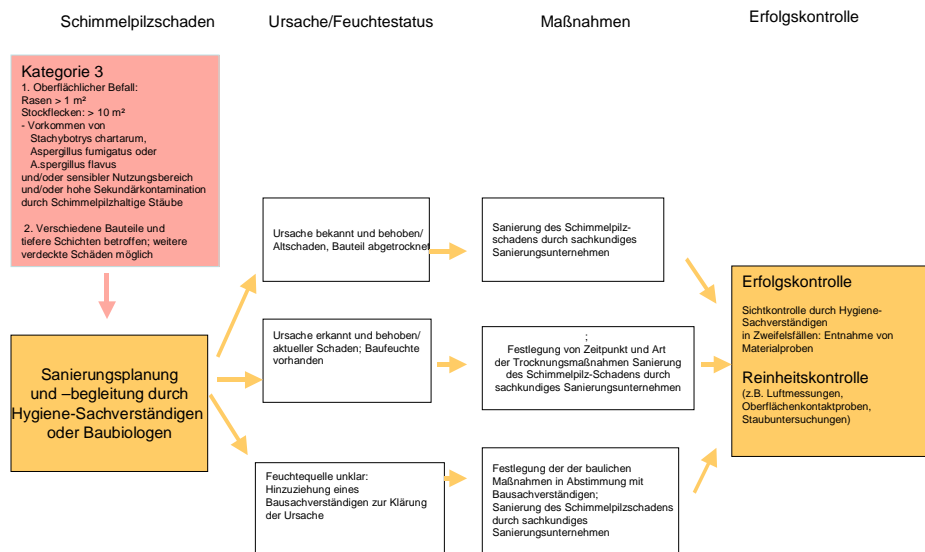 Schimmelpilzschaden
Ursache/Feuchtestatus
Maßnahmen
Erfolgskontrolle
Kategorie 3
1. Oberflächlicher Befall:
Rasen > 1 m²
Stockflecken: > 10 m²
- Vorkommen von
Stachybotrys chartarum,
Aspergillus fumigatus oder
A.spergillus flavus
und/oder sensibler Nutzungsbereich
und/oder hohe Sekundärkontamination
durch Schimmelpilzhaltige Stäube
2. Verschiedene Bauteile und
tiefere Schichten betroffen; weitere
verdeckte Schäden möglich
Sanierungsplanung
und –begleitung durch
Hygiene-Sachverständigen
oder Baubiologen
Ursache bekannt und behoben/
Altschaden, Bauteil abgetrocknet
Sanierung des Schimmelpilz-
schadens durch sachkundiges
Sanierungsunternehmen
Ursache erkannt und behoben/
aktueller Schaden; Baufeuchte
vorhanden
;
Festlegung von Zeitpunkt und Art
der Trocknungsmaßnahmen Sanierung
des Schimmelpilz-Schadens durch
sachkundiges Sanierungsunternehmen
Feuchtequelle unklar:
Hinzuziehung eines
Bausachverständigen zur Klärung
der Ursache
Festlegung der der baulichen
Maßnahmen in Abstimmung mit
Bausachverständigen;
Sanierung des Schimmelpilzschadens
durch sachkundiges
Sanierungsunternehmen
Erfolgskontrolle
Sichtkontrolle durch Hygiene-
Sachverständigen
in Zweifelsfällen: Entnahme von
Materialproben
Reinheitskontrolle
(z.B. Luftmessungen,
Oberflächenkontaktproben,
Staubuntersuchungen)